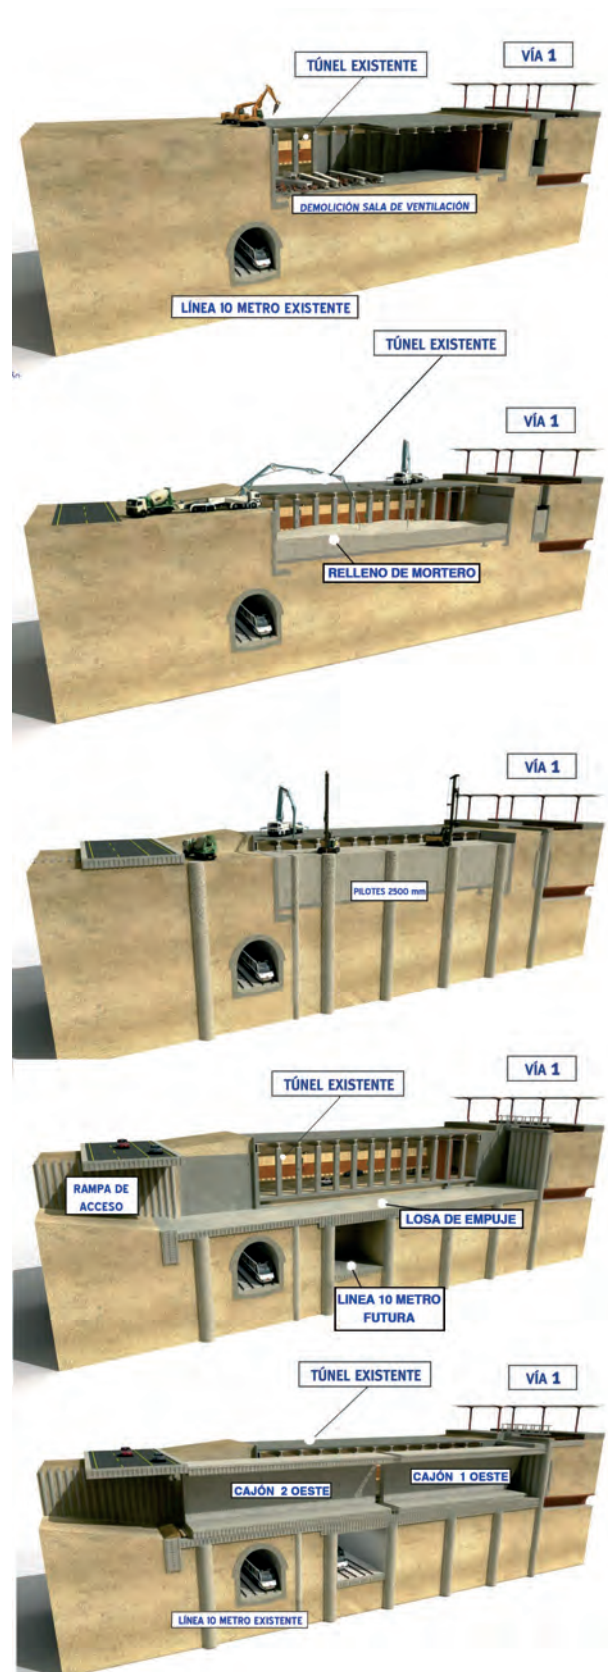 VÍA 1
TÚNEL EXISTENTE
DEMOLICIÓN SALA DE VENTILACIÓN
LÍNEA 10 METRO EXISTENTE
TÚNEL EXISTENTE
VÍA 1
RELLENO DE MORTERO
VÍA 1
PILOTES 2500 mm
VÍA 1
TÚNEL EXISTENTE
RAMPA DE
ACCESO
LOSA DE EMPUJE
LINEA 10 METRO
FUTURA
TÚNEL EXISTENTE
VÍA 1
CAJÓN 1 OESTE
CAJÓN 2 OESTE
LÍNEA 10 METRO EXISTENTE